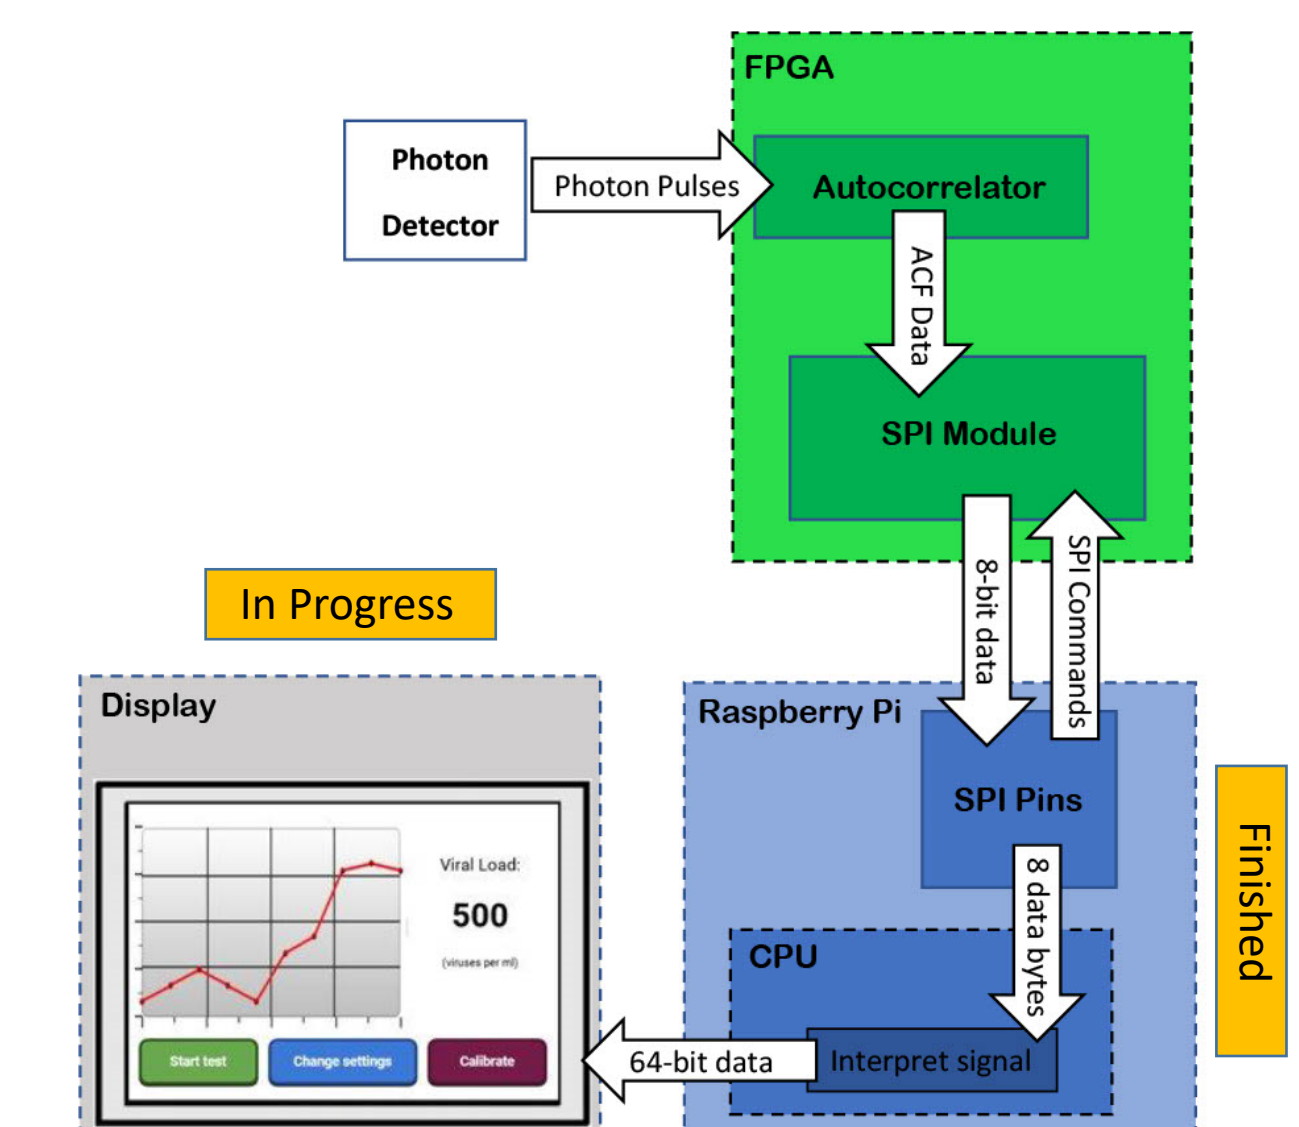 FPGA
Photon
Detector
Photon Pulses
Autocorrelator
ACF Data
SPI Module
8-bit data
SPI Commands
In Progress
Display
Raspberry Pi
SPI Pins
Finished
Viral Load:
500
(viruses per ml)
8 data bytes
CPU
Start test
Change settings
Calibrate
64-bit data
Interpret signal